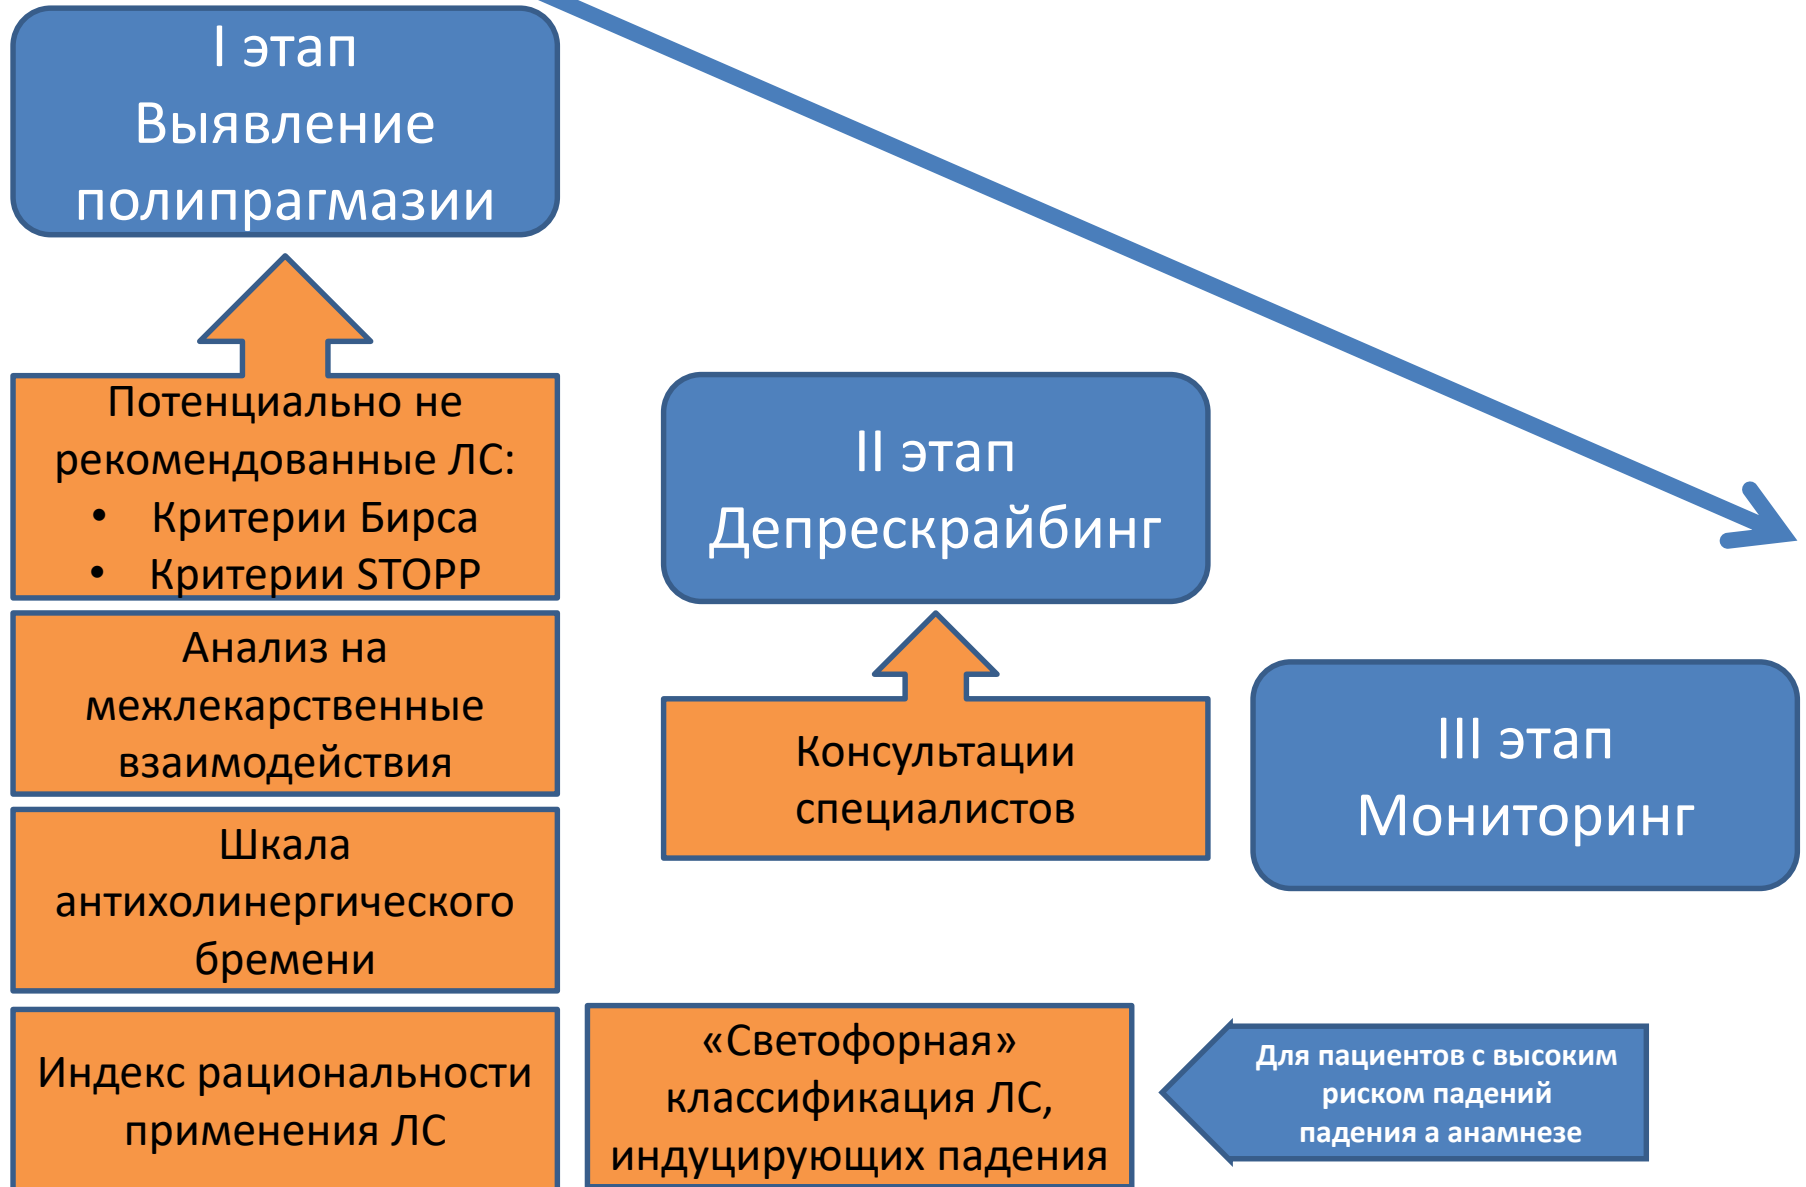 I этап
Выявление
полипрагмазии
Потенциально не
рекомендованные ЛС:
• Критерии Бирса
• Критерии STOPP
Анализ на
межлекарственные
взаимодействия
Шкала
антихолинергического
бремени
Индекс рациональности
применения ЛС
II этап
Депрескрайбинг
Консультации
специалистов
«Светофорная»
классификация ЛС,
индуцирующих падения
III этап
Мониторинг
Для пациентов с высоким
риском падений
падения а анамнезе